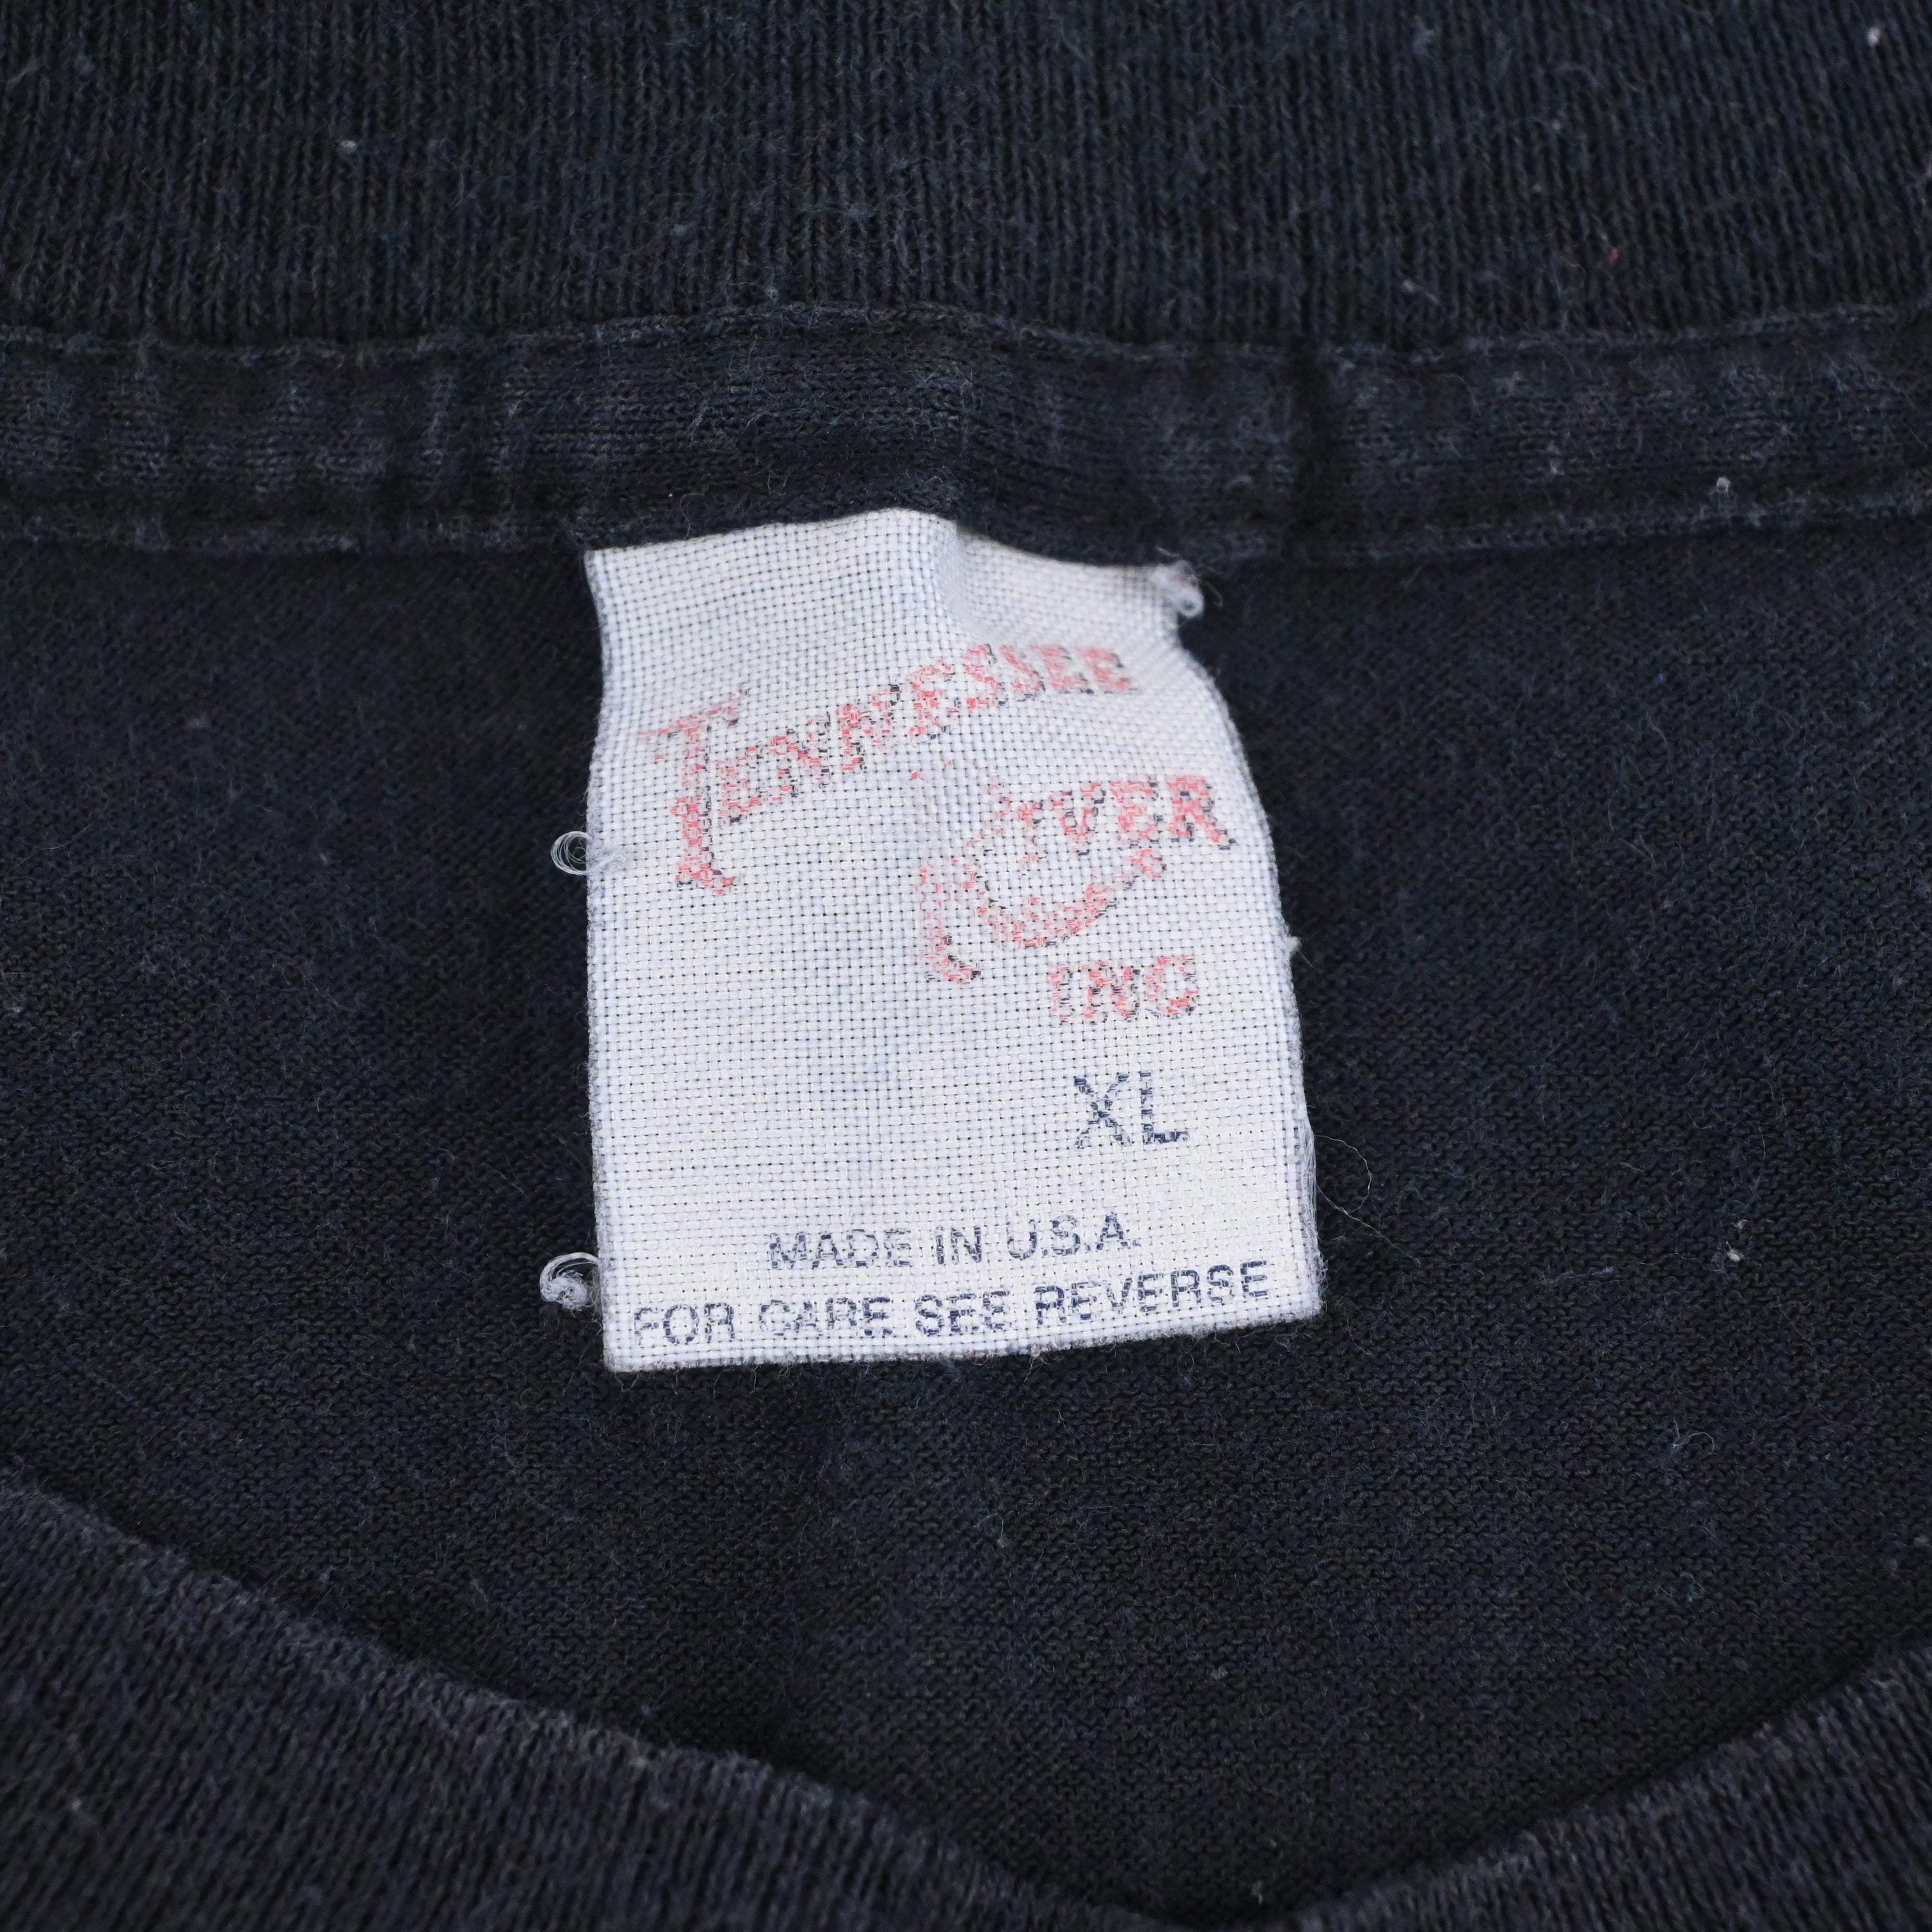 TENNESSEE
RIVER
INC
XL
MADE IN U.S.A.
FOR CARE SEE REVERSE